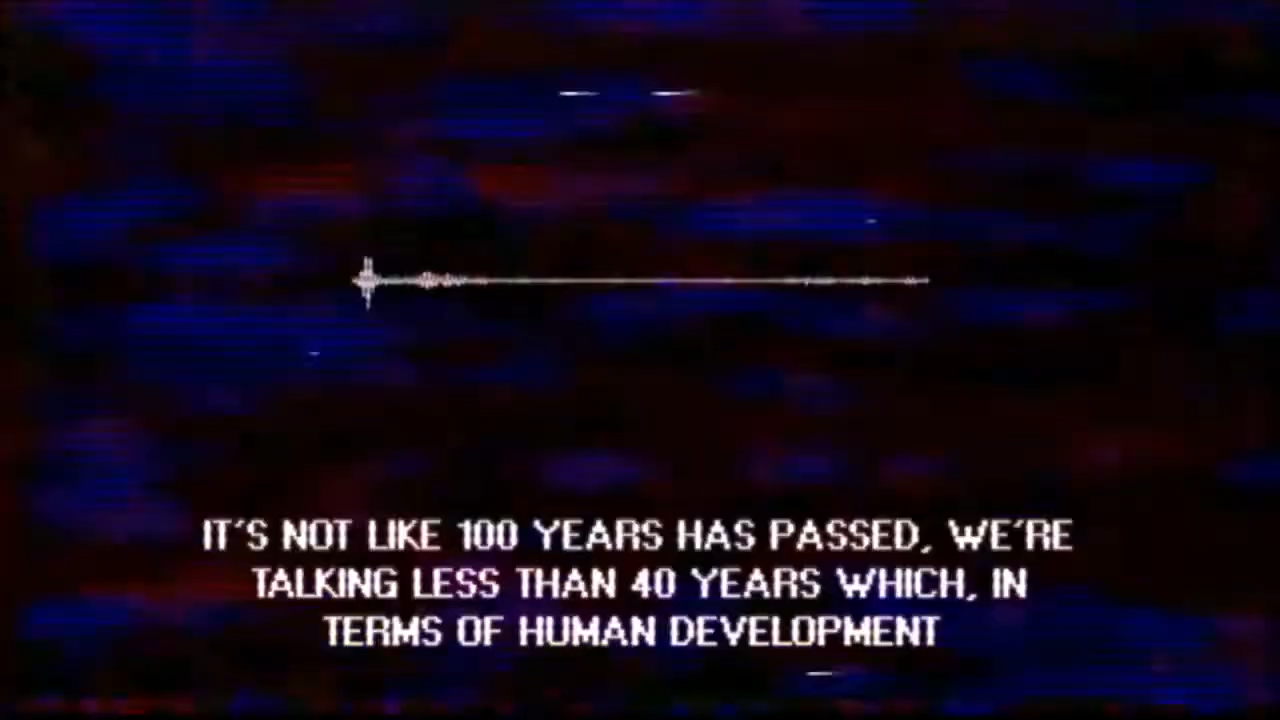 IT'S NOT LIKE 100 YEARS HAS PASSED, WE'RE
TALKING LESS THAN 40 YEARS WHICH, IN
TERMS OF HUMAN DEVELOPMENT